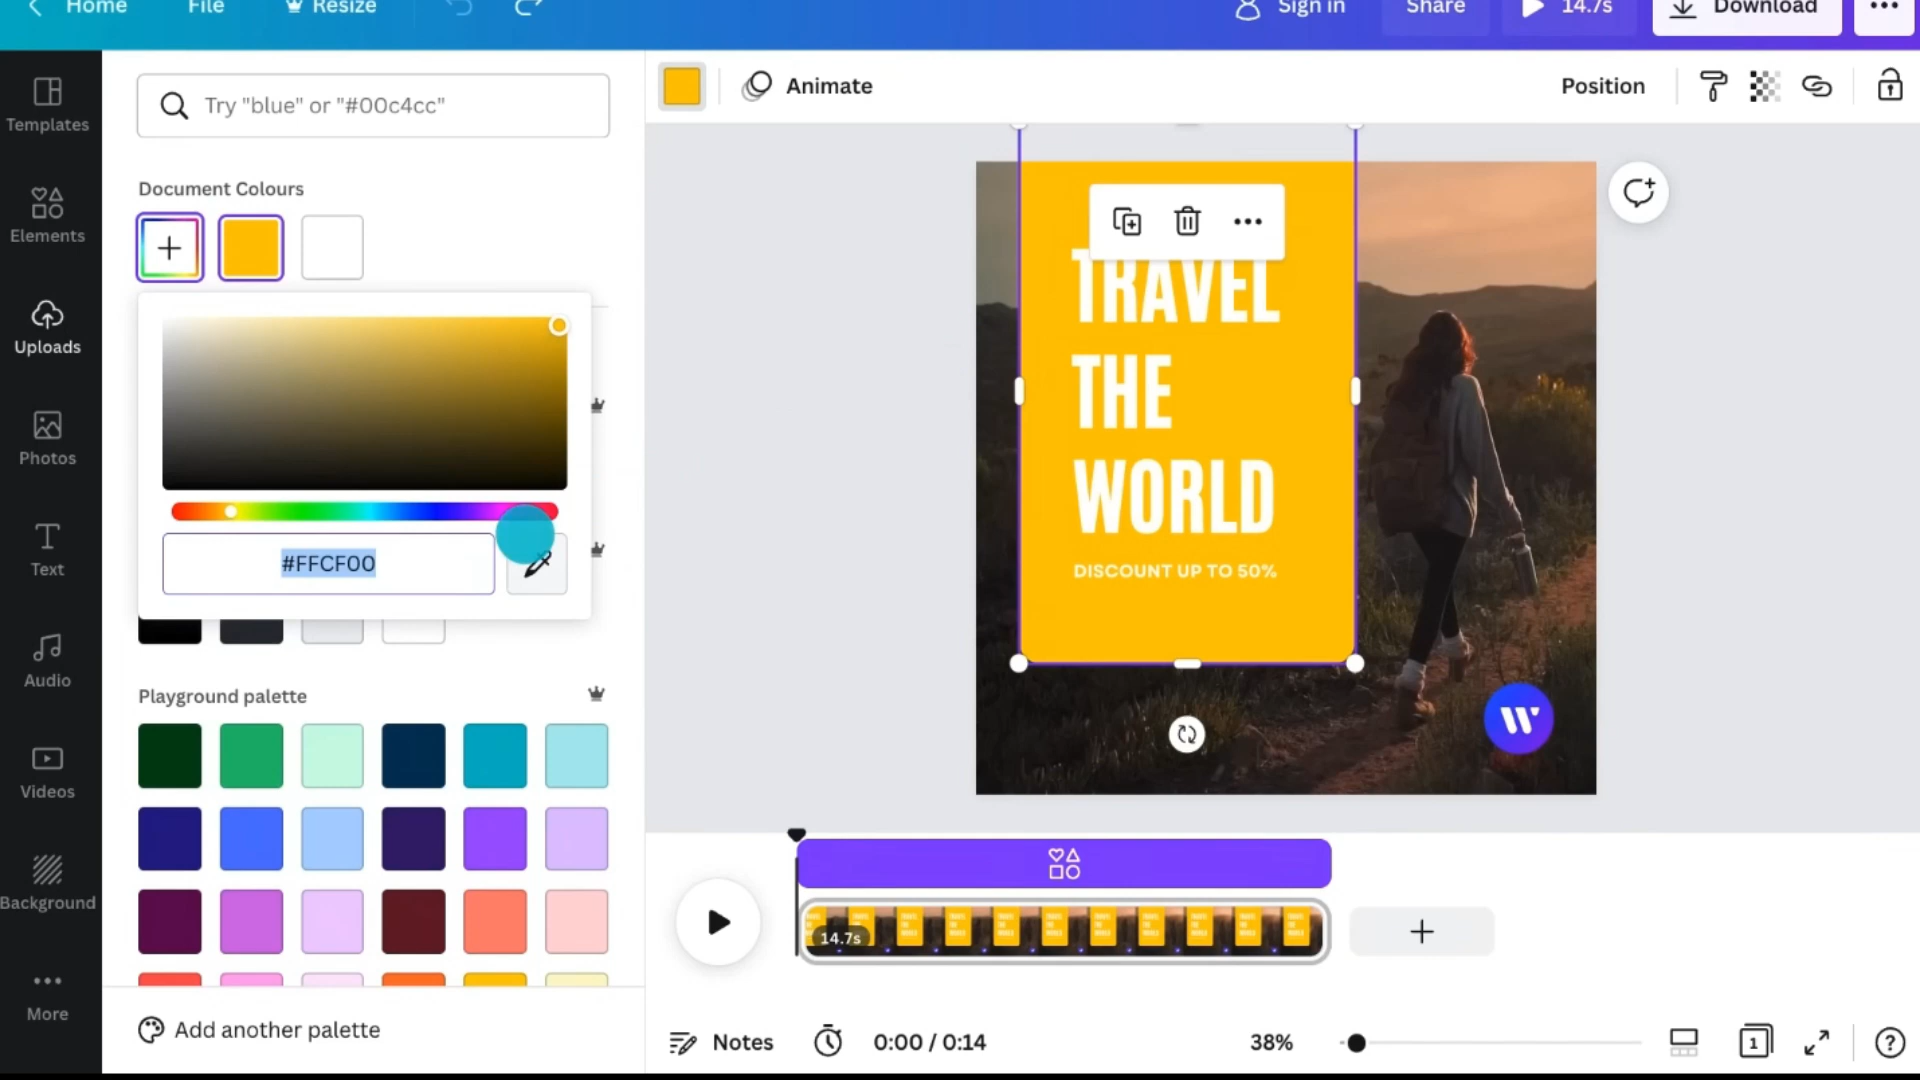 Home File Resize Sign in Share 14.7s Download
Templates
Elements
Uploads
Photos
Text
Audio
Videos
Background
More
Try "blue" or "#00c4cc"
Document Colours
#FFCF00
Playground palette
Add another palette
Animate
Position
TRAVEL
THE
WORLD
DISCOUNT UP TO 50%
W
14.7s
Notes 0:00 / 0:14 38% 1 ?